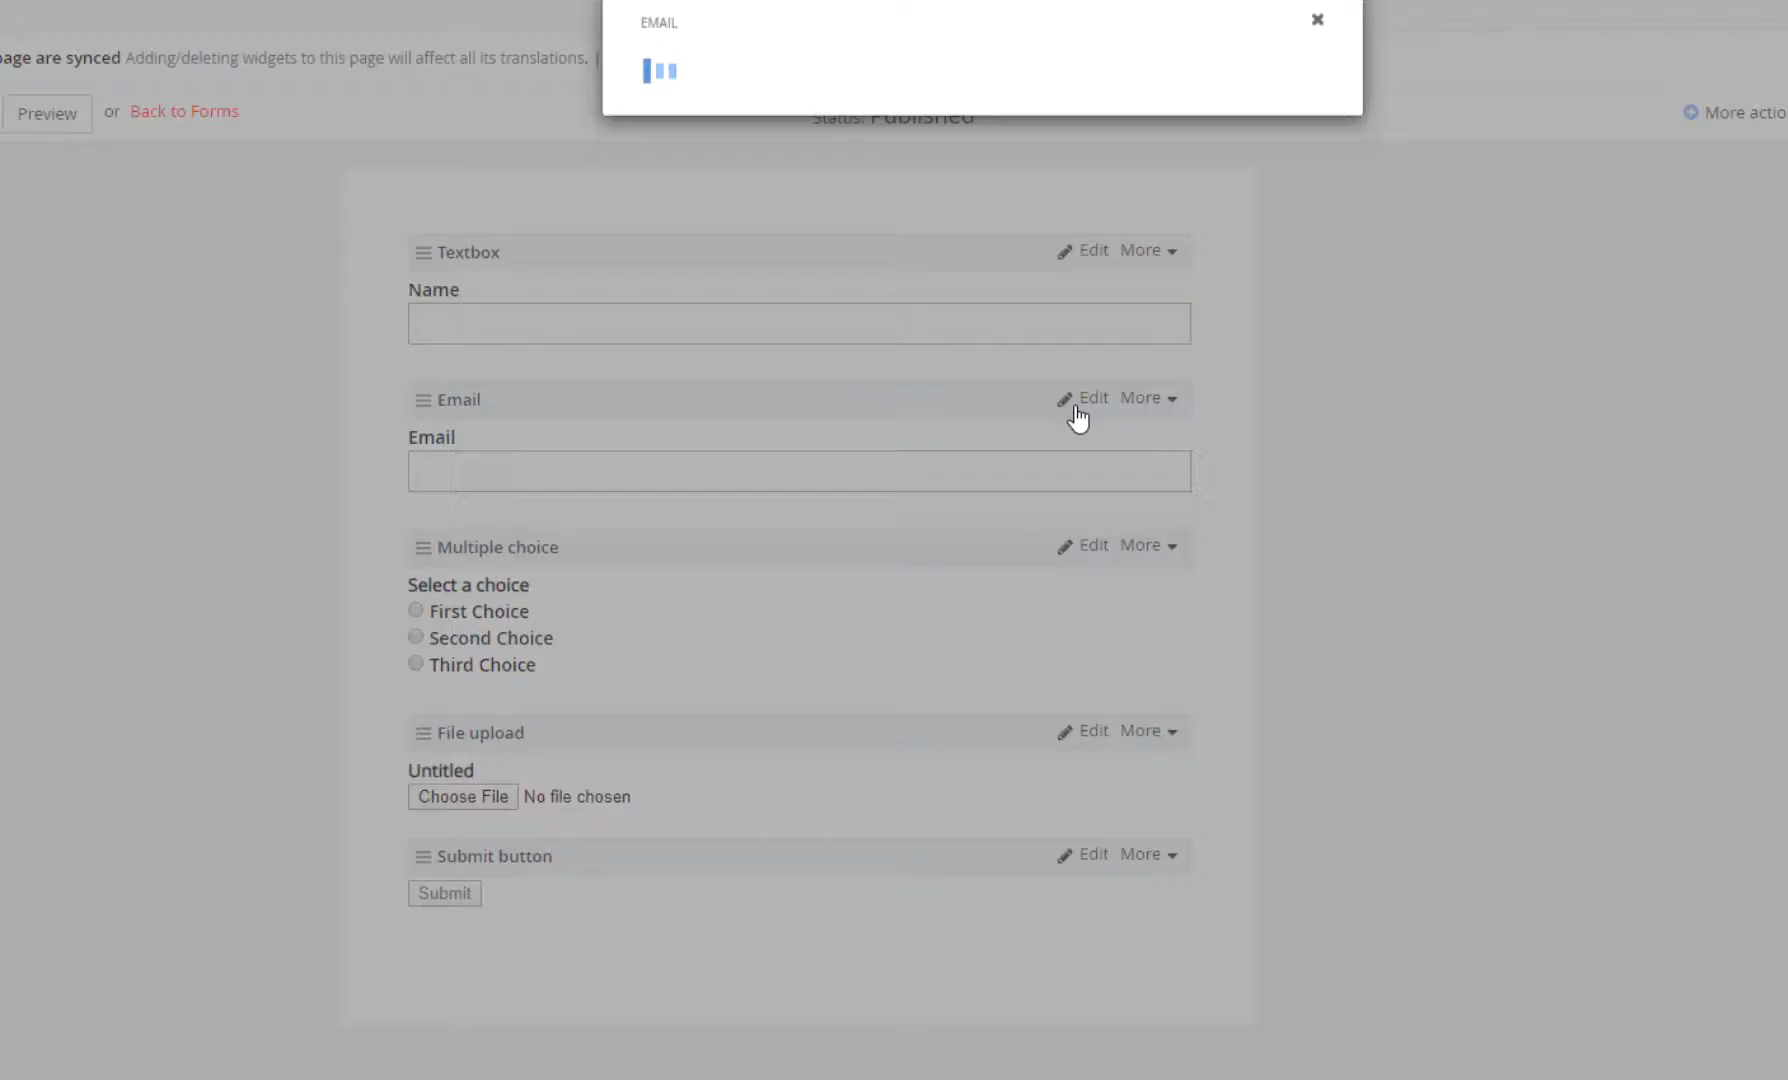 EMAIL
page are synced Adding/deleting widgets to this page will affect all its translations. |
Preview or Back to Forms
Status: Published
More actio
Textbox Edit More
Name
Email Edit More
Email
Multiple choice Edit More
Select a choice
First Choice
Second Choice
Third Choice
File upload Edit More
Untitled
Choose File No file chosen
Submit button Edit More
Submit